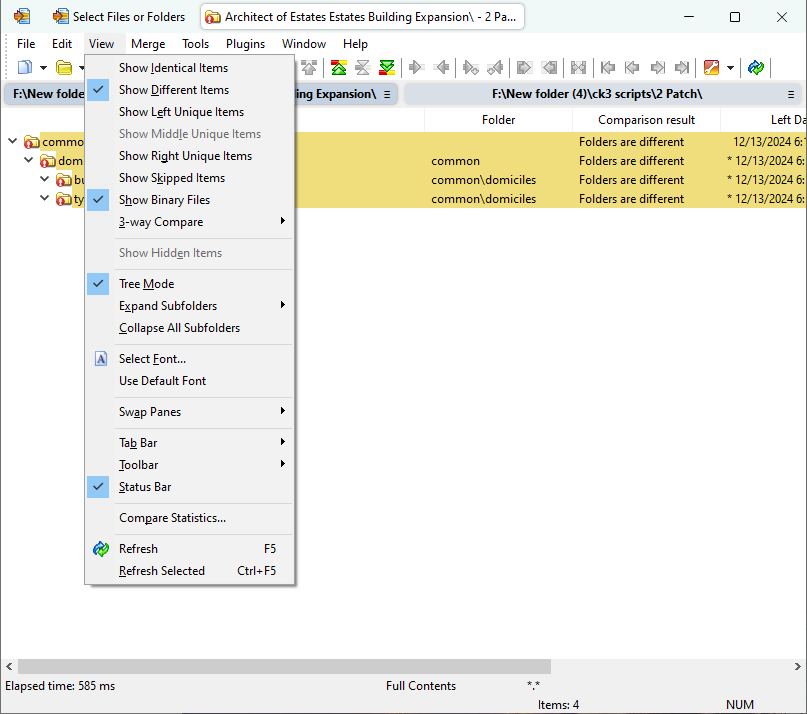 Select Files or Folders
Architect of Estates Estates Building Expansion\ - 2 Pa...
File Edit View Merge Tools Plugins Window Help
F:\New folde
ing Expansion\
F:\New folder (4)\ck3 scripts\2 Patch\
Folder Comparison result Left Da
commo Folders are different 12/13/2024 6:1
dom common Folders are different * 12/13/2024 6:
bu common\domiciles Folders are different * 12/13/2024 6:
ty common\domiciles Folders are different * 12/13/2024 6:
Show Identical Items
Show Different Items
Show Left Unique Items
Show Middle Unique Items
Show Right Unique Items
Show Skipped Items
Show Binary Files
3-way Compare
Show Hidden Items
Tree Mode
Expand Subfolders
Collapse All Subfolders
Select Font...
Use Default Font
Swap Panes
Tab Bar
Toolbar
Status Bar
Compare Statistics...
Refresh F5
Refresh Selected Ctrl+F5
Elapsed time: 585 ms Full Contents *.*
Items: 4 NUM